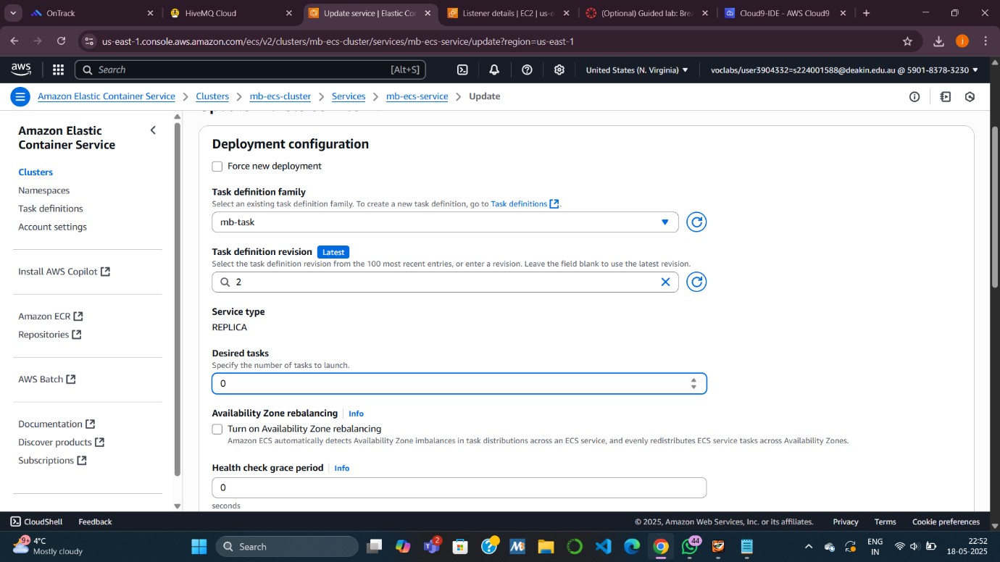 OnTrack
HiveMQ Cloud
Update service | Elastic Co
Listener details | EC2 | us-e
(Optional) Guided lab: Brea
Cloud9-IDE - AWS Cloud9
us-east-1.console.aws.amazon.com/ecs/v2/clusters/mb-ecs-cluster/services/mb-ecs-service/update?region=us-east-1
j
aws
Search
[Alt+S]
United States (N. Virginia)
voclabs/user3904332=s224001588@deakin.edu.au @ 5901-8378-3230
Amazon Elastic Container Service
Clusters
mb-ecs-cluster
Services
mb-ecs-service
Update
Amazon Elastic
Container Service
Clusters
Namespaces
Task definitions
Account settings
Install AWS Copilot
Amazon ECR
Repositories
AWS Batch
Documentation
Discover products
Subscriptions
Deployment configuration
Force new deployment
Task definition family
Select an existing task definition family. To create a new task definition, go to Task definitions.
mb-task
Task definition revision Latest
Select the task definition revision from the 100 most recent entries, or enter a revision. Leave the field blank to use the latest revision.
2
Service type
REPLICA
Desired tasks
Specify the number of tasks to launch.
0
Availability Zone rebalancing Info
Turn on Availability Zone rebalancing
Amazon ECS automatically detects Availability Zone imbalances in task distributions across an ECS service, and evenly redistributes ECS service tasks across Availability Zones.
Health check grace period Info
0
seconds
CloudShell
Feedback
© 2025, Amazon Web Services, Inc. or its affiliates.
Privacy
Terms
Cookie preferences
9+
4°C
Mostly cloudy
Search
2
44
ENG
IN
22:52
18-05-2025